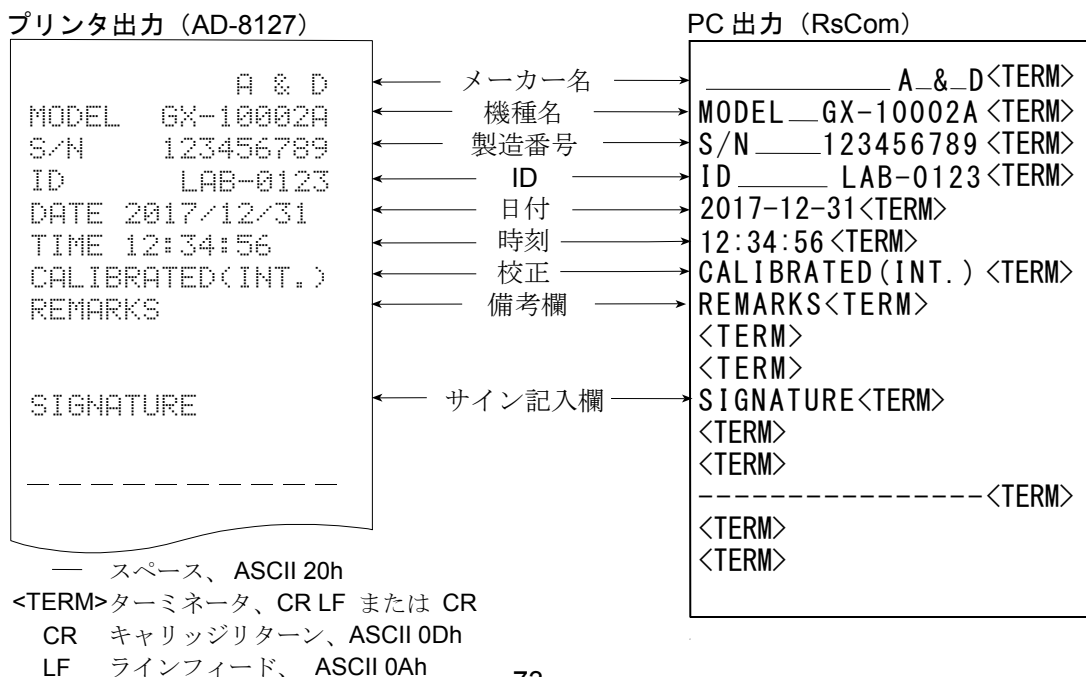 プリンタ出力（AD-8127）
A & D
MODEL GX-10002A
S/N 123456789
ID LAB-0123
DATE 2017/12/31
TIME 12:34:56
CALIBRATED(INT.)
REMARKS
SIGNATURE
----------
メーカー名
機種名
製造番号
ID
日付
時刻
校正
備考欄
サイン記入欄
PC 出力（RsCom）
___________A_&_D<TERM>
MODEL__GX-10002A<TERM>
S/N____123456789<TERM>
ID______LAB-0123<TERM>
2017-12-31<TERM>
12:34:56<TERM>
CALIBRATED(INT.)<TERM>
REMARKS<TERM>
<TERM>
<TERM>
SIGNATURE<TERM>
<TERM>
<TERM>
----------------<TERM>
<TERM>
<TERM>
― スペース、 ASCII 20h
<TERM>ターミネータ、CR LF または CR
CR キャリッジリターン、ASCII 0Dh
LF ラインフィード、 ASCII 0Ah